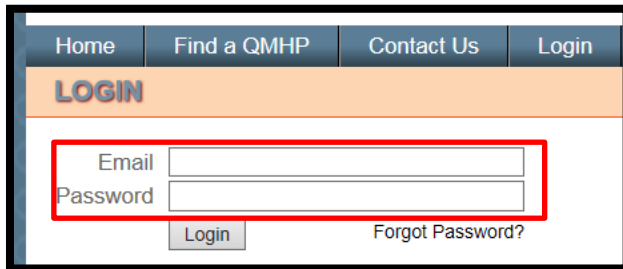 Home Find a QMHP Contact Us Login
LOGIN
Email
Password
Login Forgot Password?